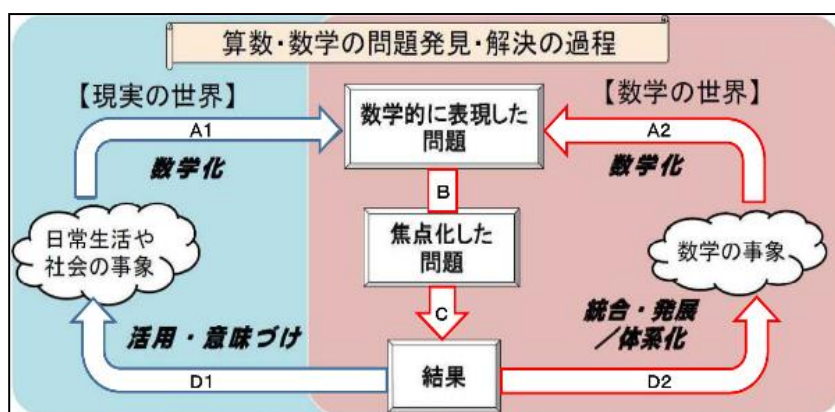 算数・数学の問題発見・解決の過程
【現実の世界】
【数学の世界】
A1
数学的に表現した
問題
A2
数学化
数学化
B
日常生活や
社会の事象
焦点化した
問題
数学の事象
C
活用・意味づけ
統合・発展
／体系化
D1
結果
D2